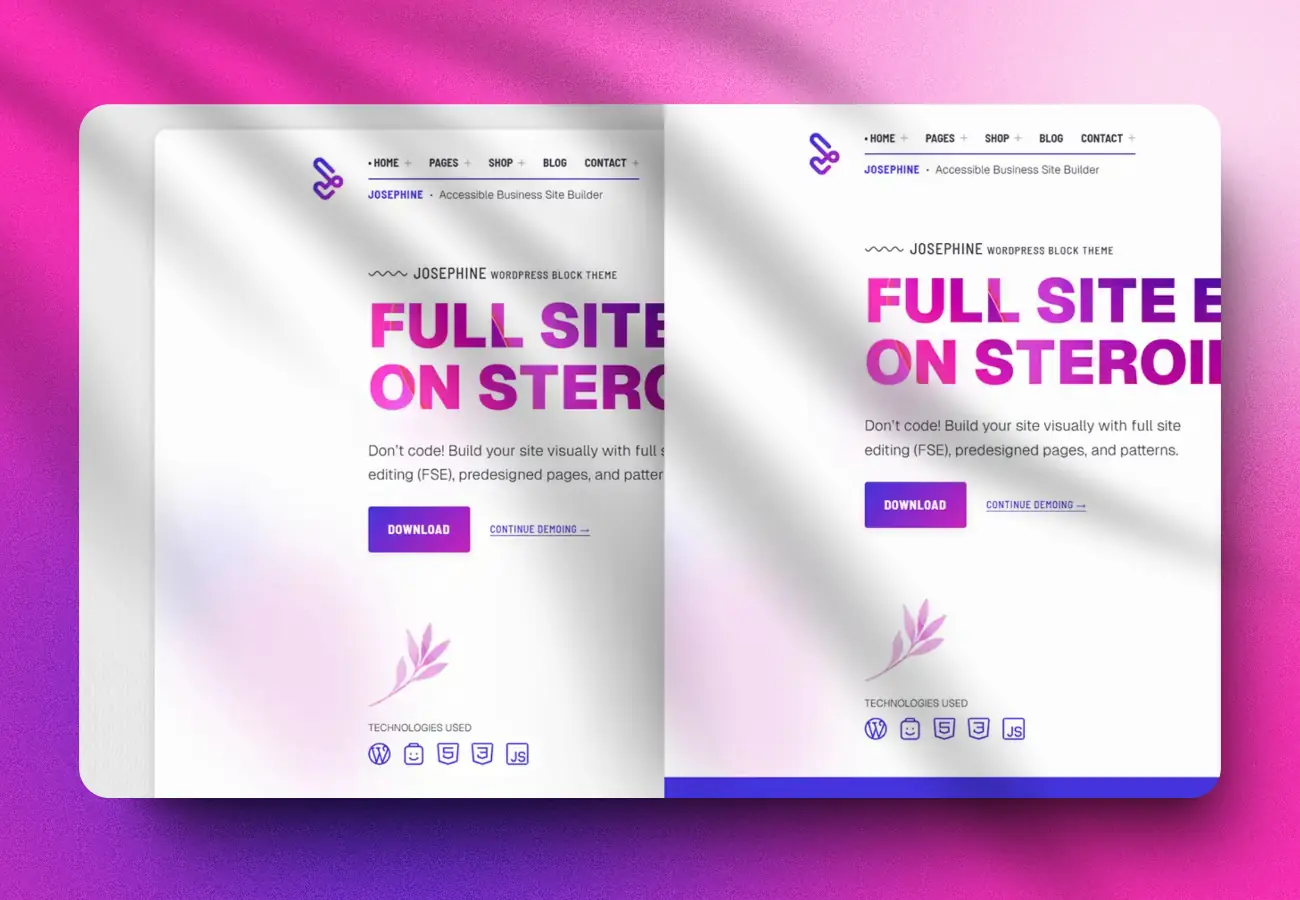 • HOME + PAGES + SHOP + BLOG CONTACT +
JOSEPHINE • Accessible Business Site Builder
JOSEPHINE WORDPRESS BLOCK THEME
FULL SITE
ON STERO
Don't code! Build your site visually with full s
editing (FSE), predesigned pages, and patter
DOWNLOAD
CONTINUE DEMOING →
TECHNOLOGIES USED
W 5 3 JS
• HOME + PAGES + SHOP + BLOG CONTACT +
JOSEPHINE • Accessible Business Site Builder
JOSEPHINE WORDPRESS BLOCK THEME
FULL SITE E
ON STEROI
Don't code! Build your site visually with full site
editing (FSE), predesigned pages, and patterns.
DOWNLOAD
CONTINUE DEMOING →
TECHNOLOGIES USED
W 5 3 JS